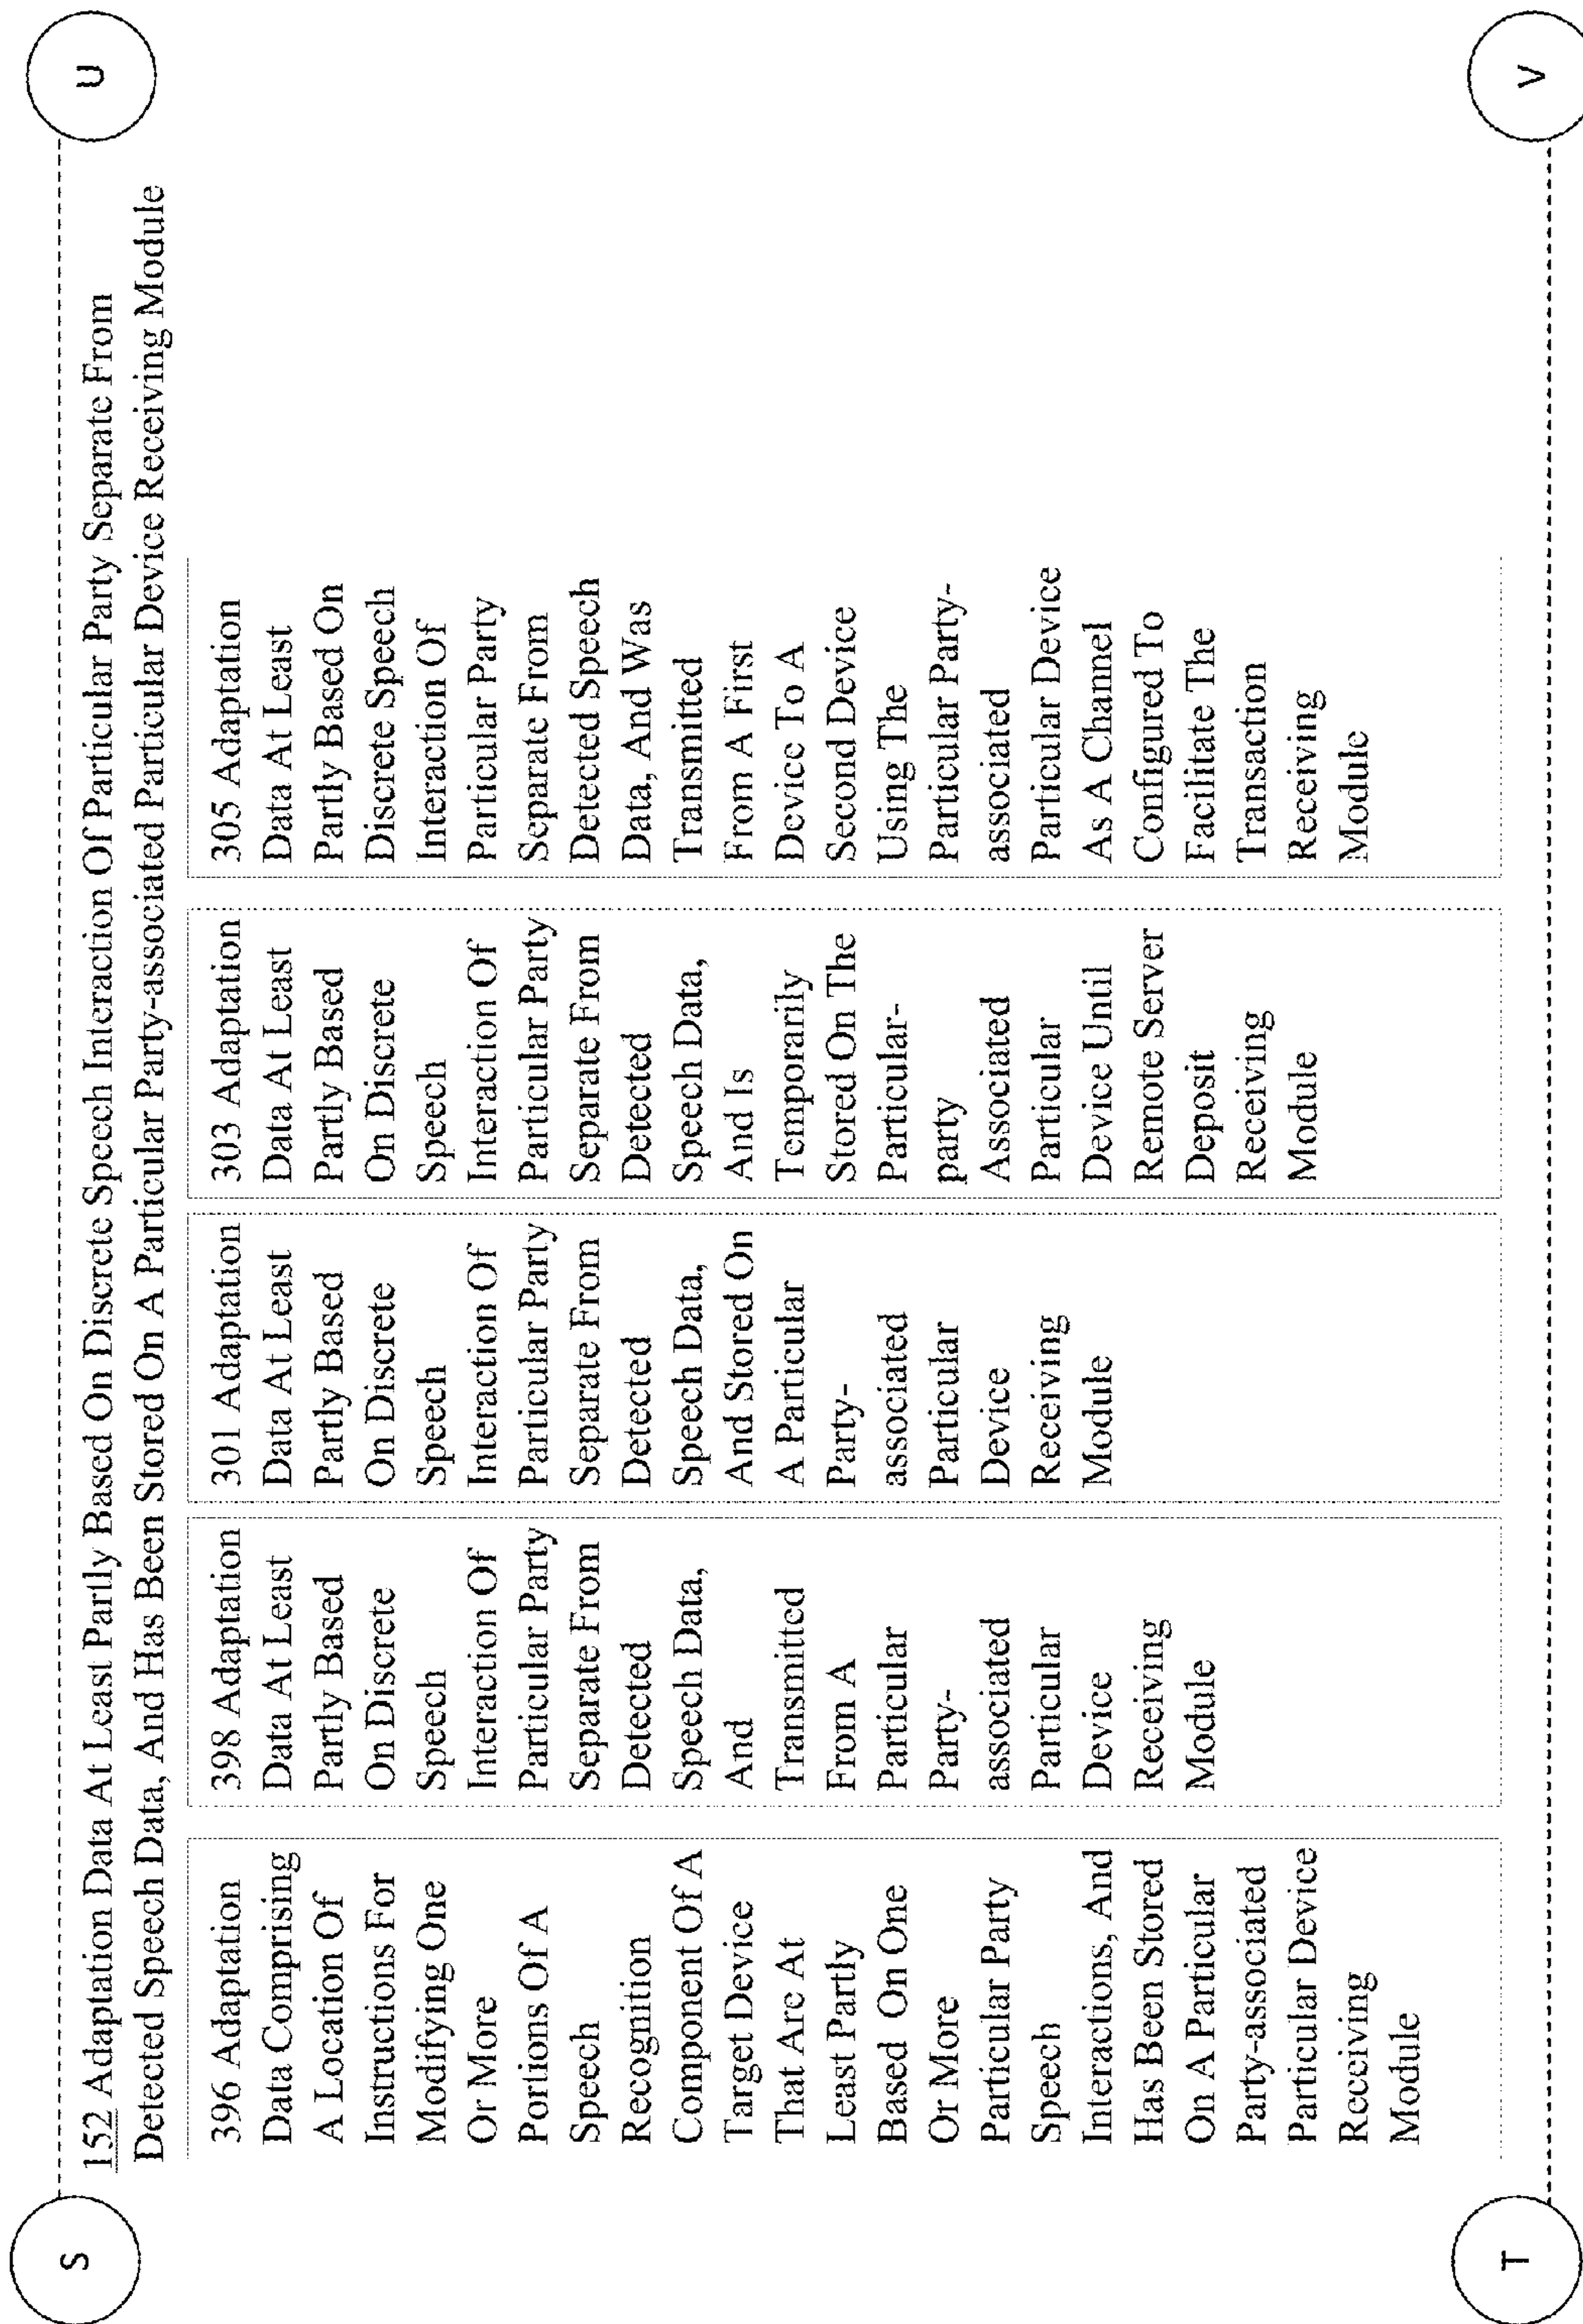 S
U
152 Adaptation Data At Least Partly Based On Discrete Speech Interaction Of Particular Party Separate From
Detected Speech Data, And Has Been Stored On A Particular Party-associated Particular Device Receiving Module
396 Adaptation
Data Comprising
A Location Of
Instructions For
Modifying One
Or More
Portions Of A
Speech
Recognition
Component Of A
Target Device
That Are At
Least Partly
Based On One
Or More
Particular Party
Speech
Interactions, And
Has Been Stored
On A Particular
Party-associated
Particular Device
Receiving
Module
398 Adaptation
Data At Least
Partly Based
On Discrete
Speech
Interaction Of
Particular Party
Separate From
Detected
Speech Data,
And
Transmitted
From A
Particular
Party-
associated
Particular
Device
Receiving
Module
301 Adaptation
Data At Least
Partly Based
On Discrete
Speech
Interaction Of
Particular Party
Separate From
Detected
Speech Data,
And Stored On
A Particular
Party-
associated
Particular
Device
Receiving
Module
303 Adaptation
Data At Least
Partly Based
On Discrete
Speech
Interaction Of
Particular Party
Separate From
Detected
Speech Data,
And Is
Temporarily
Stored On The
Particular-
party
Associated
Particular
Device Until
Remote Server
Deposit
Receiving
Module
305 Adaptation
Data At Least
Partly Based On
Discrete Speech
Interaction Of
Particular Party
Separate From
Detected Speech
Data, And Was
Transmitted
From A First
Device To A
Second Device
Using The
Particular Party-
associated
Particular Device
As A Channel
Configured To
Facilitate The
Transaction
Receiving
Module
T
V